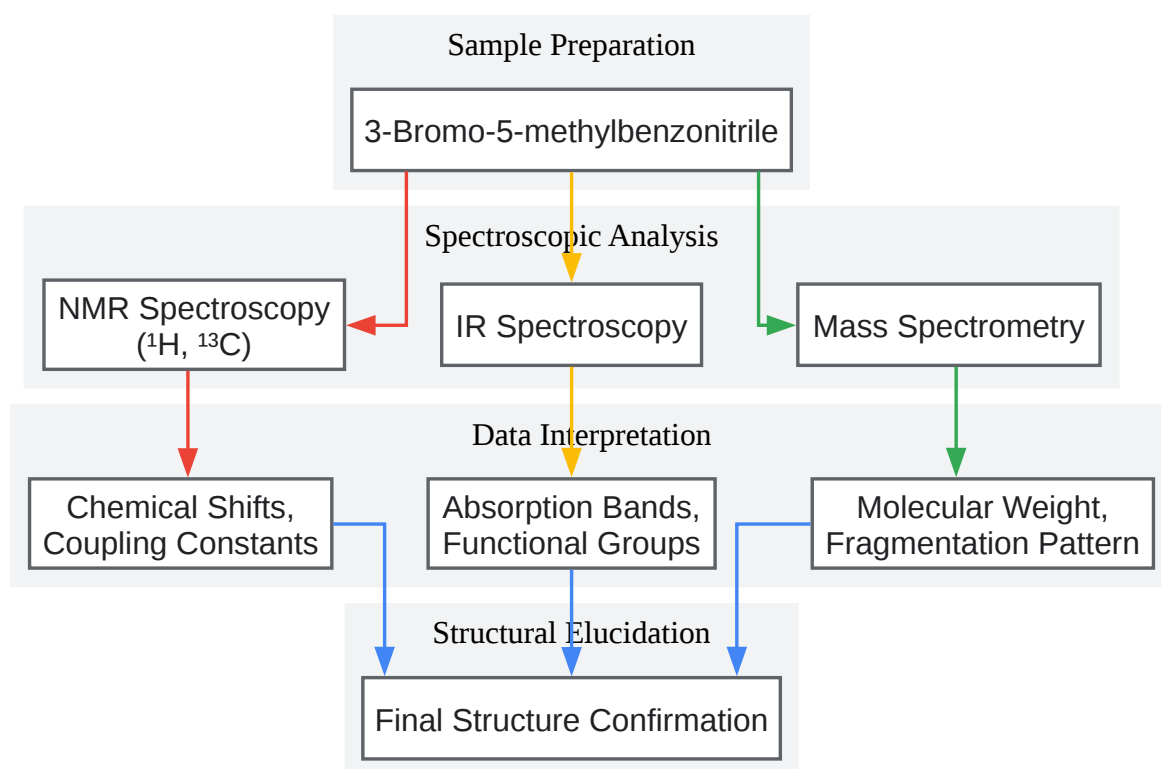 Sample Preparation
3-Bromo-5-methylbenzonitrile
Spectroscopic Analysis
NMR Spectroscopy
(¹H, ¹³C)
IR Spectroscopy
Mass Spectrometry
Data Interpretation
Chemical Shifts,
Coupling Constants
Absorption Bands,
Functional Groups
Molecular Weight,
Fragmentation Pattern
Structural Elucidation
Final Structure Confirmation